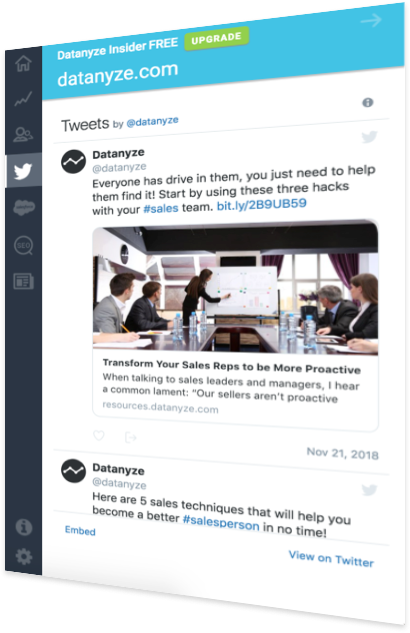 Datanyze Insider FREE UPGRADE
datanyze.com
Tweets by @datanyze
Datanyze
@datanyze
Everyone has drive in them, you just need to help
them find it! Start by using these three hacks
with your #sales team. bit.ly/2B9UB59
Transform Your Sales Reps to be More Proactive
When talking to sales leaders and managers, I hear
a common lament: "Our sellers aren't proactive
resources.datanyze.com
Nov 21, 2018
Datanyze
@datanyze
Here are 5 sales techniques that will help you
become a better #salesperson in no time!
Embed
View on Twitter
SEO